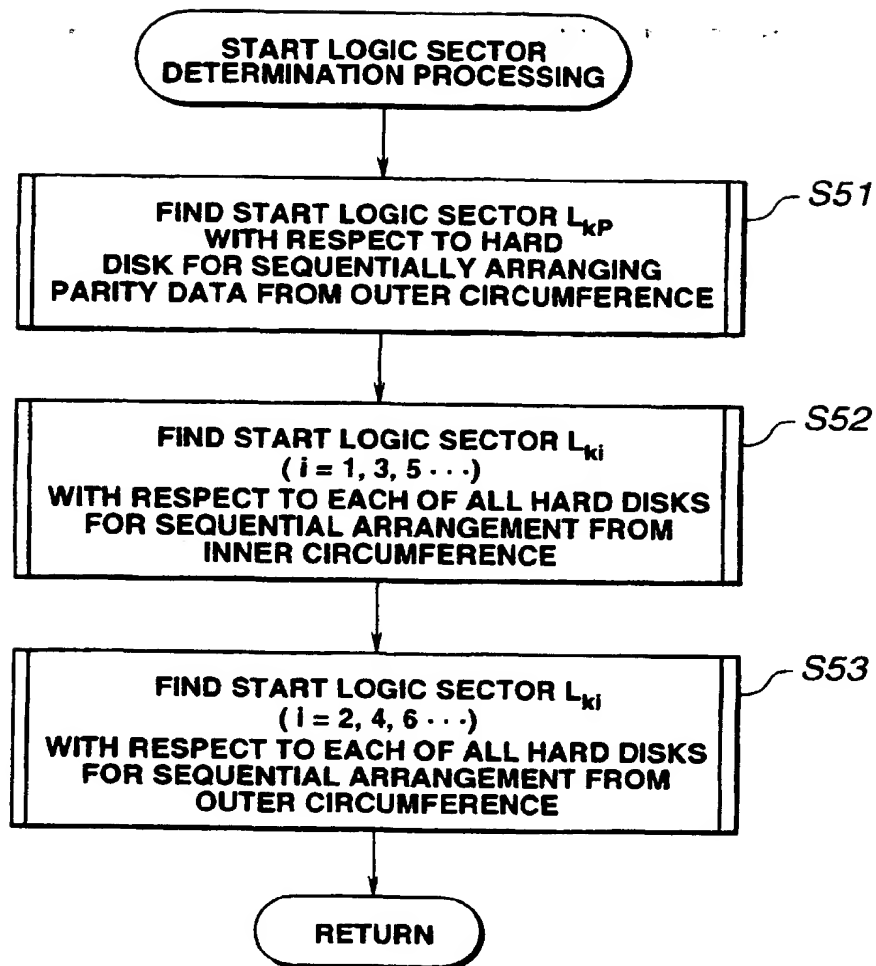 START LOGIC SECTOR
DETERMINATION PROCESSING
S51
FIND START LOGIC SECTOR LkP
WITH RESPECT TO HARD
DISK FOR SEQUENTIALLY ARRANGING
PARITY DATA FROM OUTER CIRCUMFERENCE
S52
FIND START LOGIC SECTOR Lki
( i = 1, 3, 5 · · · )
WITH RESPECT TO EACH OF ALL HARD DISKS
FOR SEQUENTIAL ARRANGEMENT FROM
INNER CIRCUMFERENCE
S53
FIND START LOGIC SECTOR Lki
( i = 2, 4, 6 · · · )
WITH RESPECT TO EACH OF ALL HARD DISKS
FOR SEQUENTIAL ARRANGEMENT FROM
OUTER CIRCUMFERENCE
RETURN